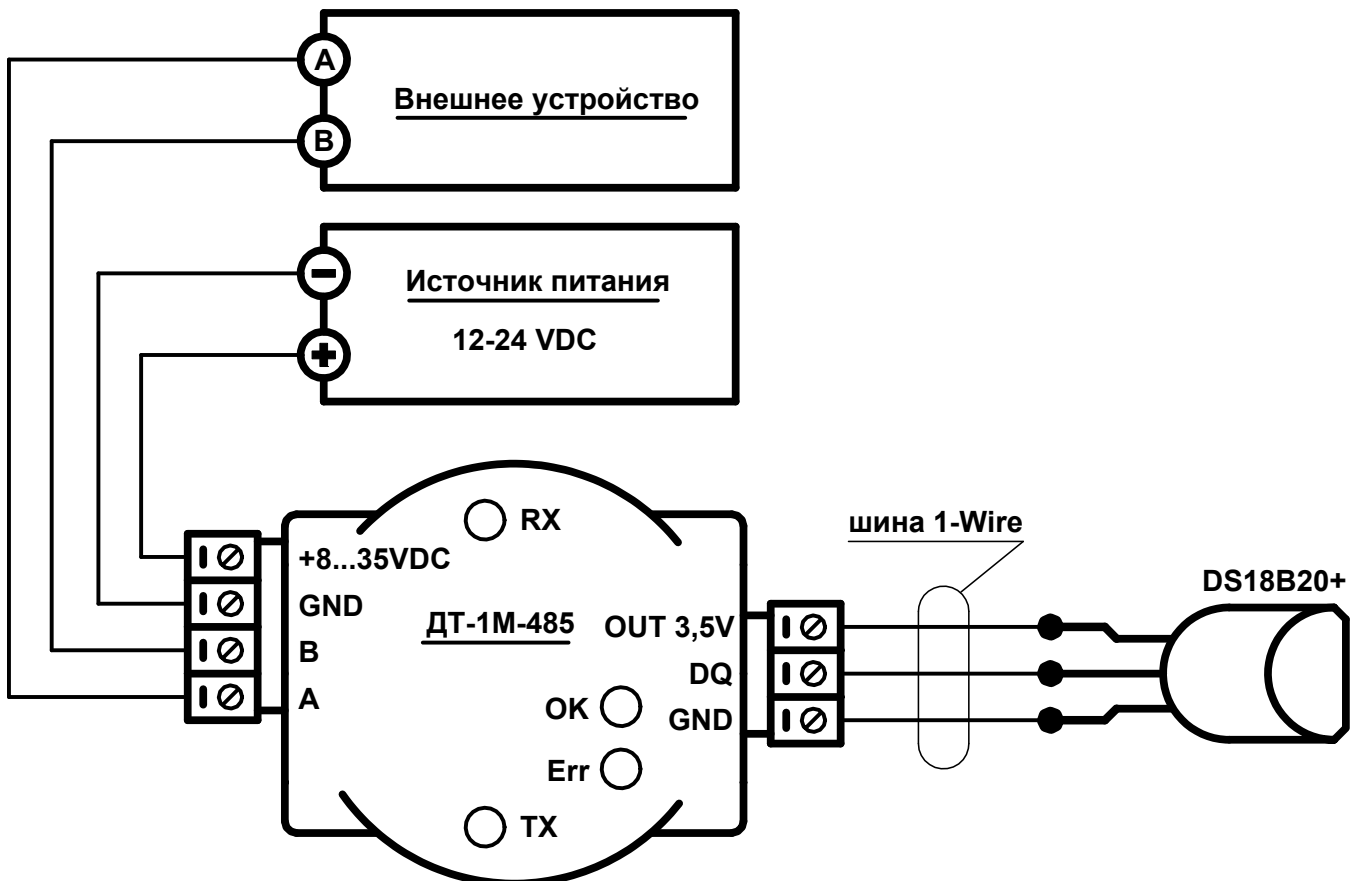 A
Внешнее устройство
B
Источник питания
12-24 VDC
RX
+8...35VDC
GND
B
A
ДТ-1М-485
OUT 3,5V
DQ
GND
OK
Err
TX
шина 1-Wire
DS18B20+